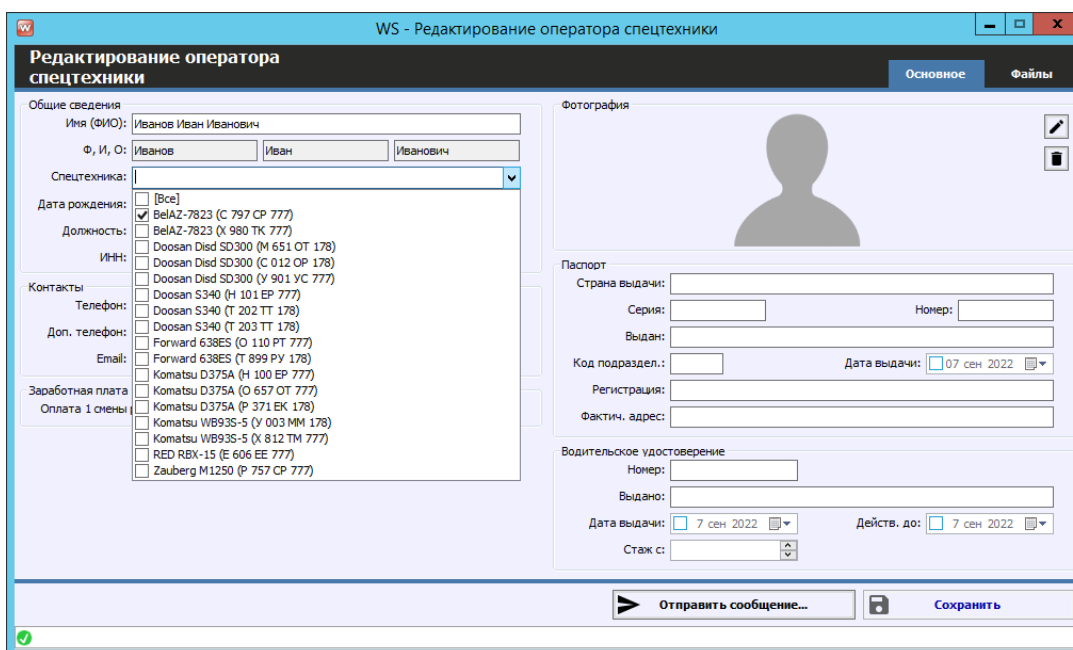 WS - Редактирование оператора спецтехники
Редактирование оператора
спецтехники
Основное
Файлы
Общие сведения
Имя (ФИО): Иванов Иван Иванович
Ф, И, О: Иванов Иван Иванович
Спецтехника:
[Все]
BelAZ-7823 (С 797 СР 777)
BelAZ-7823 (Х 980 ТК 777)
Doosan Disd SD300 (М 651 ОТ 178)
Doosan Disd SD300 (С 012 ОР 178)
Doosan Disd SD300 (У 901 УС 777)
Doosan S340 (Н 101 ЕР 777)
Doosan S340 (Т 202 ТТ 178)
Doosan S340 (Т 203 ТТ 178)
Forward 638ES (О 110 РТ 777)
Forward 638ES (Т 899 РУ 178)
Komatsu D375A (Н 100 ЕР 777)
Komatsu D375A (О 657 ОТ 777)
Komatsu D375A (Р 371 ЕК 178)
Komatsu WB93S-5 (У 003 ММ 178)
Komatsu WB93S-5 (Х 812 ТМ 777)
RED RBX-15 (Е 606 ЕЕ 777)
Zauberg M1250 (Р 757 СР 777)
Дата рождения:
Должность:
ИНН:
Контакты
Телефон:
Доп. телефон:
Email:
Заработная плата
Оплата 1 смены
Фотография
Паспорт
Страна выдачи:
Серия:
Номер:
Выдан:
Код подраздел.:
Дата выдачи: 07 сен 2022
Регистрация:
Фактич. адрес:
Водительское удостоверение
Номер:
Выдано:
Дата выдачи: 7 сен 2022
Действ. до: 7 сен 2022
Стаж с:
Отправить сообщение...
Сохранить